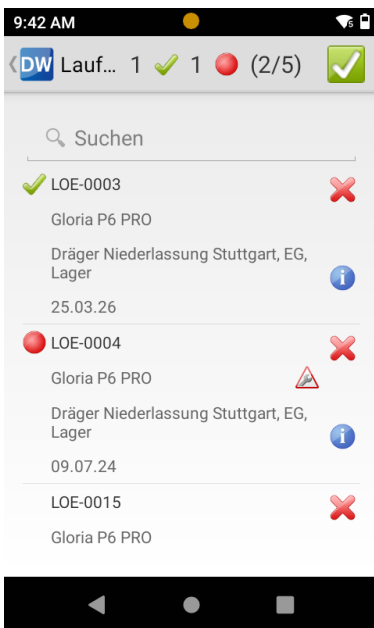 9:42 AM
DW Lauf... 1 1 (2/5)
Suchen
LOE-0003
Gloria P6 PRO
Dräger Niederlassung Stuttgart, EG,
Lager
25.03.26
LOE-0004
Gloria P6 PRO
Dräger Niederlassung Stuttgart, EG,
Lager
09.07.24
LOE-0015
Gloria P6 PRO